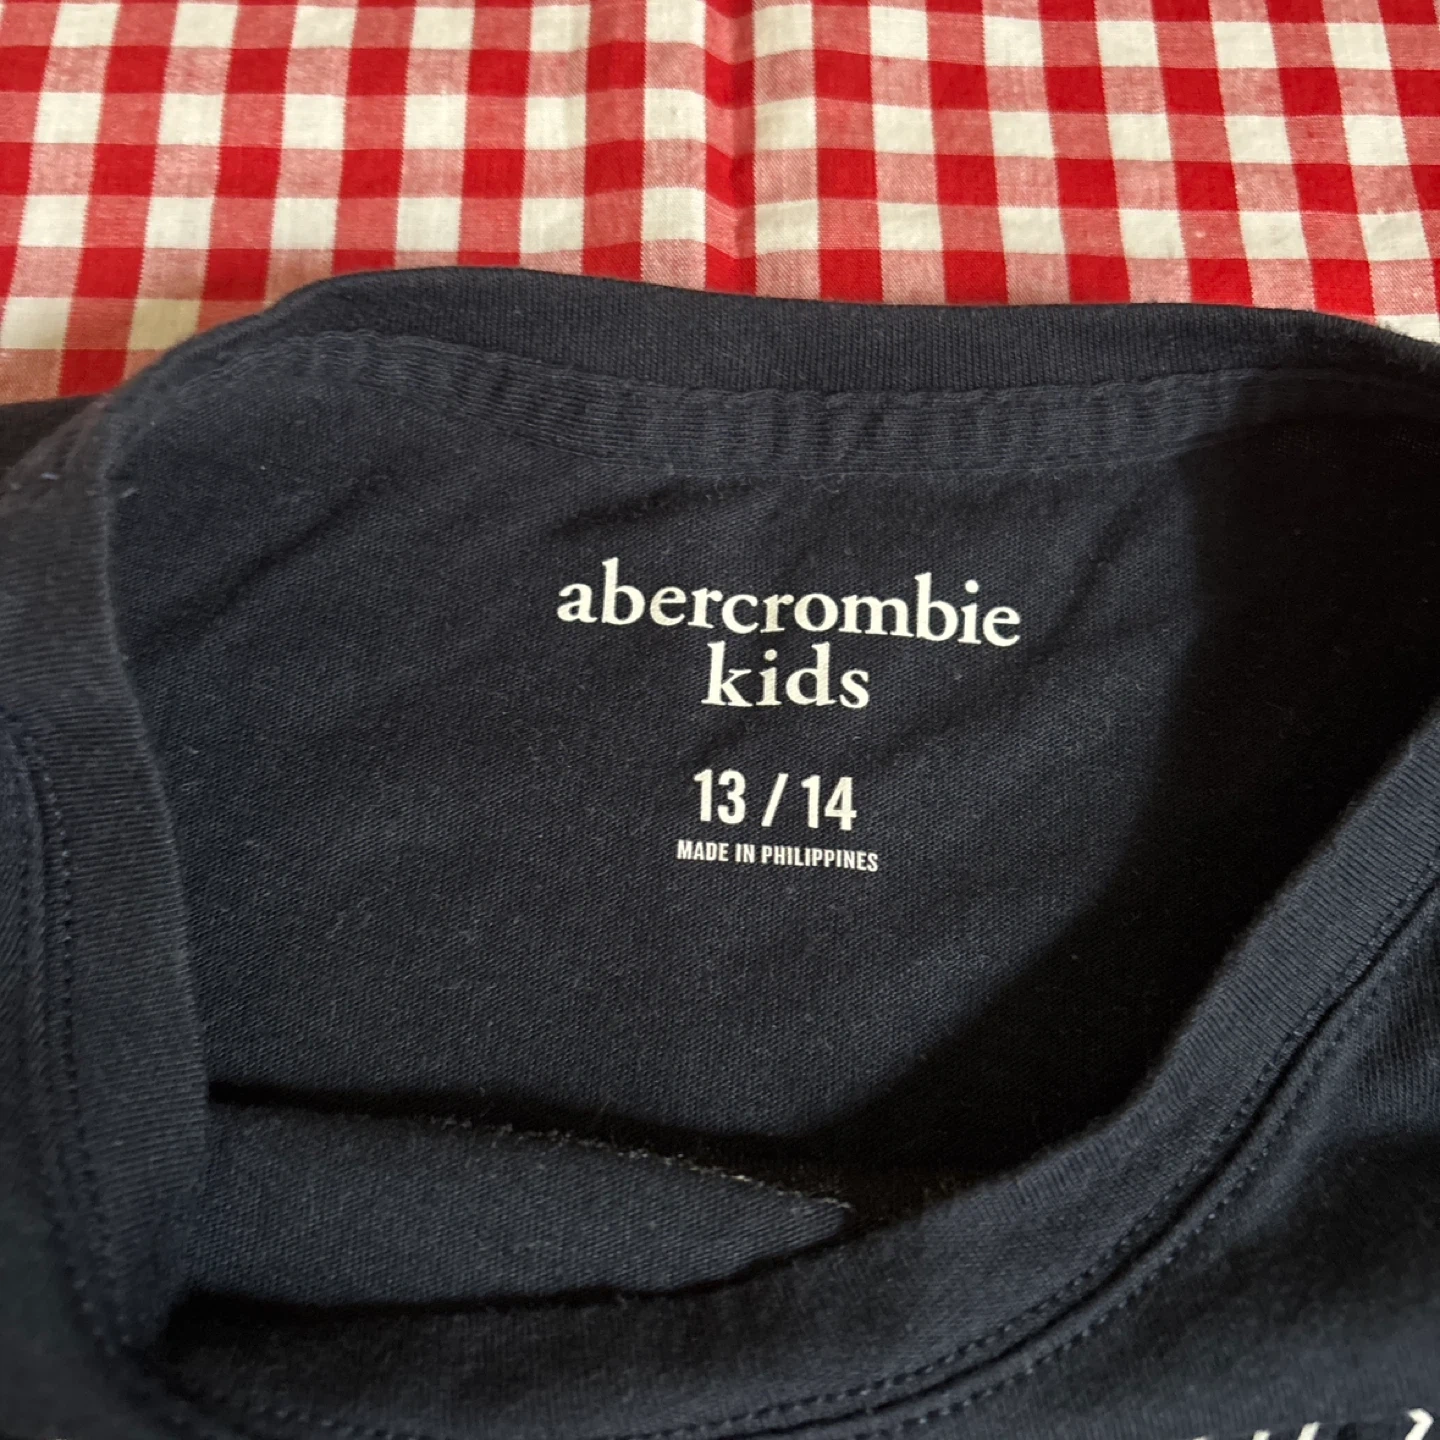 abercrombie
kids
13 / 14
MADE IN PHILIPPINES